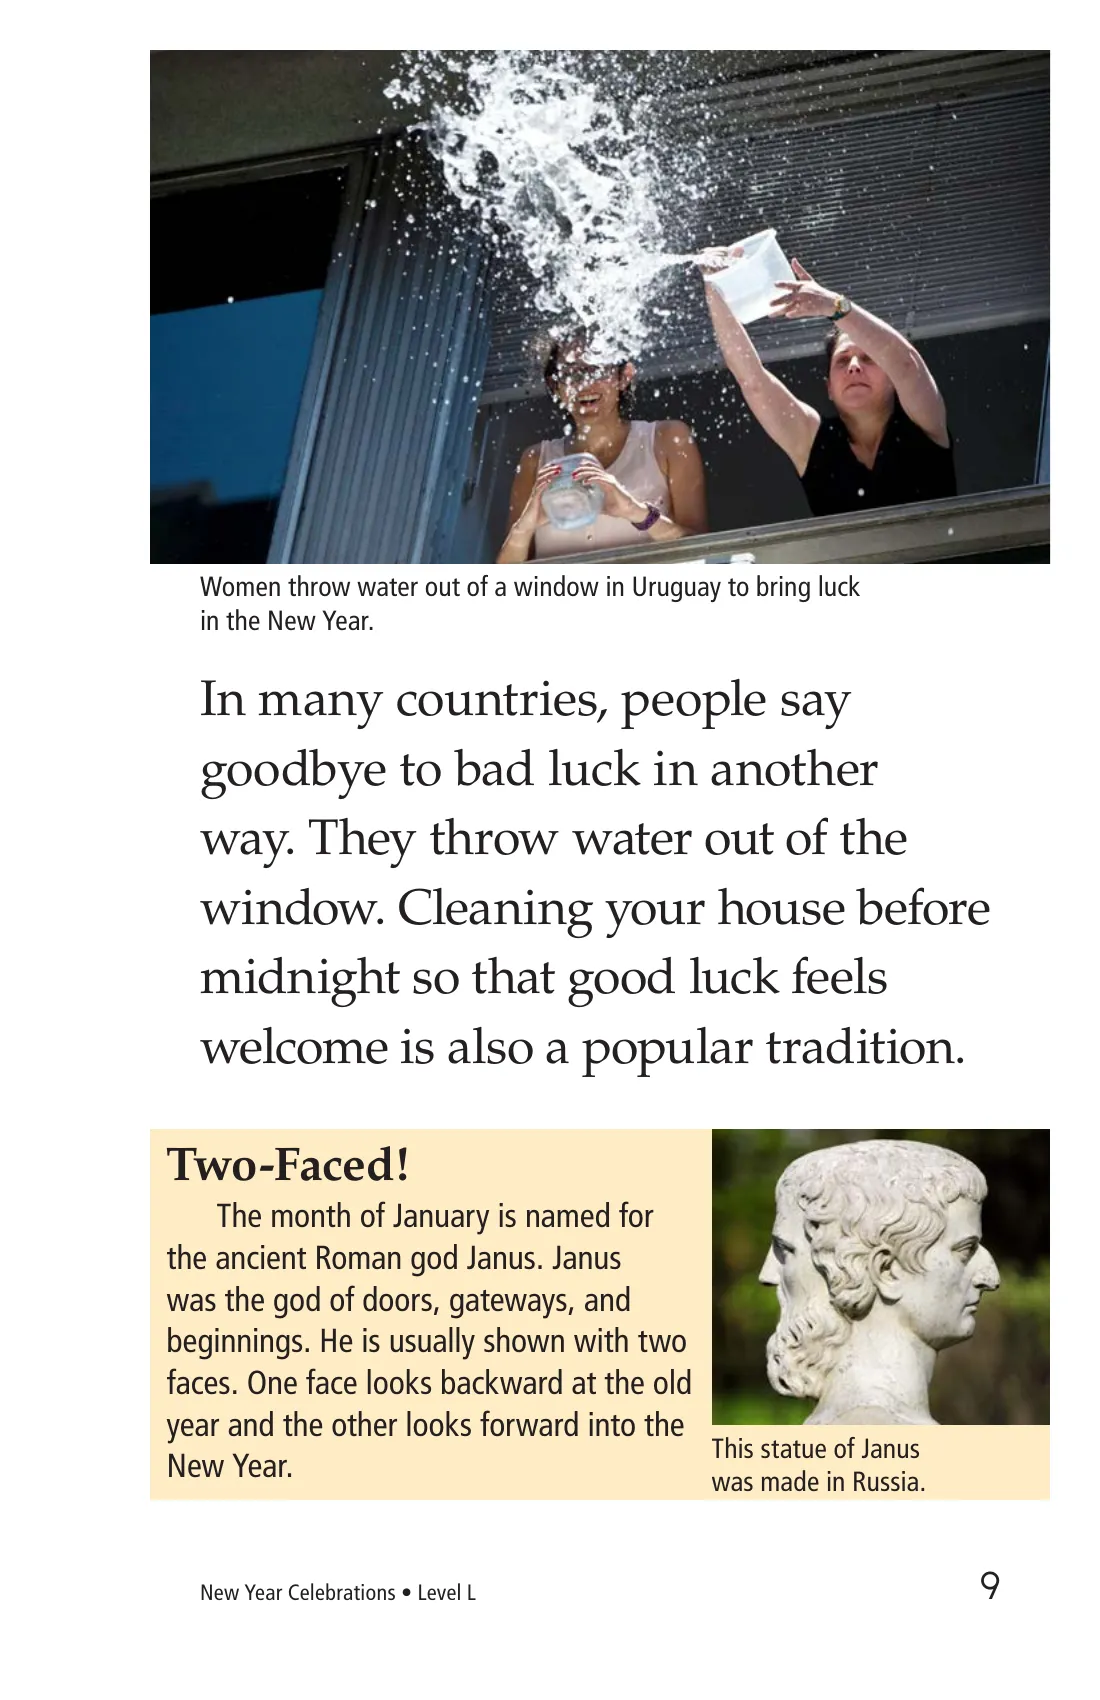 Women throw water out of a window in Uruguay to bring luck
in the New Year.
In many countries, people say
goodbye to bad luck in another
way. They throw water out of the
window. Cleaning your house before
midnight so that good luck feels
welcome is also a popular tradition.
Two-Faced!
The month of January is named for
the ancient Roman god Janus. Janus
was the god of doors, gateways, and
beginnings. He is usually shown with two
faces. One face looks backward at the old
year and the other looks forward into the
New Year.
This statue of Janus
was made in Russia.
New Year Celebrations • Level L
9